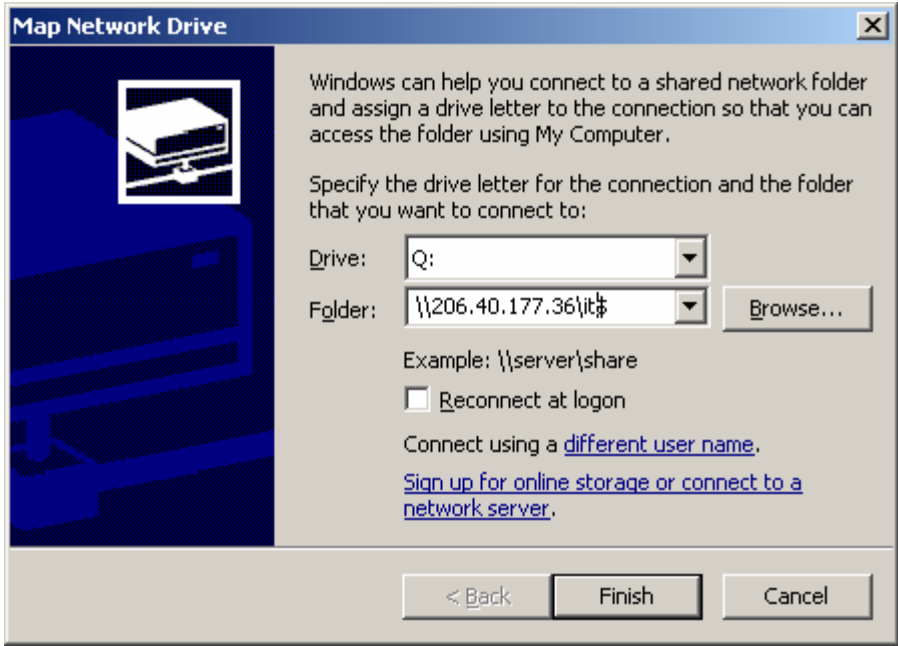 Map Network Drive
Windows can help you connect to a shared network folder
and assign a drive letter to the connection so that you can
access the folder using My Computer.
Specify the drive letter for the connection and the folder
that you want to connect to:
Drive: Q:
Folder: \\206.40.177.36\it$ Browse...
Example: \\server\share
Reconnect at logon
Connect using a different user name.
Sign up for online storage or connect to a
network server.
< Back Finish Cancel